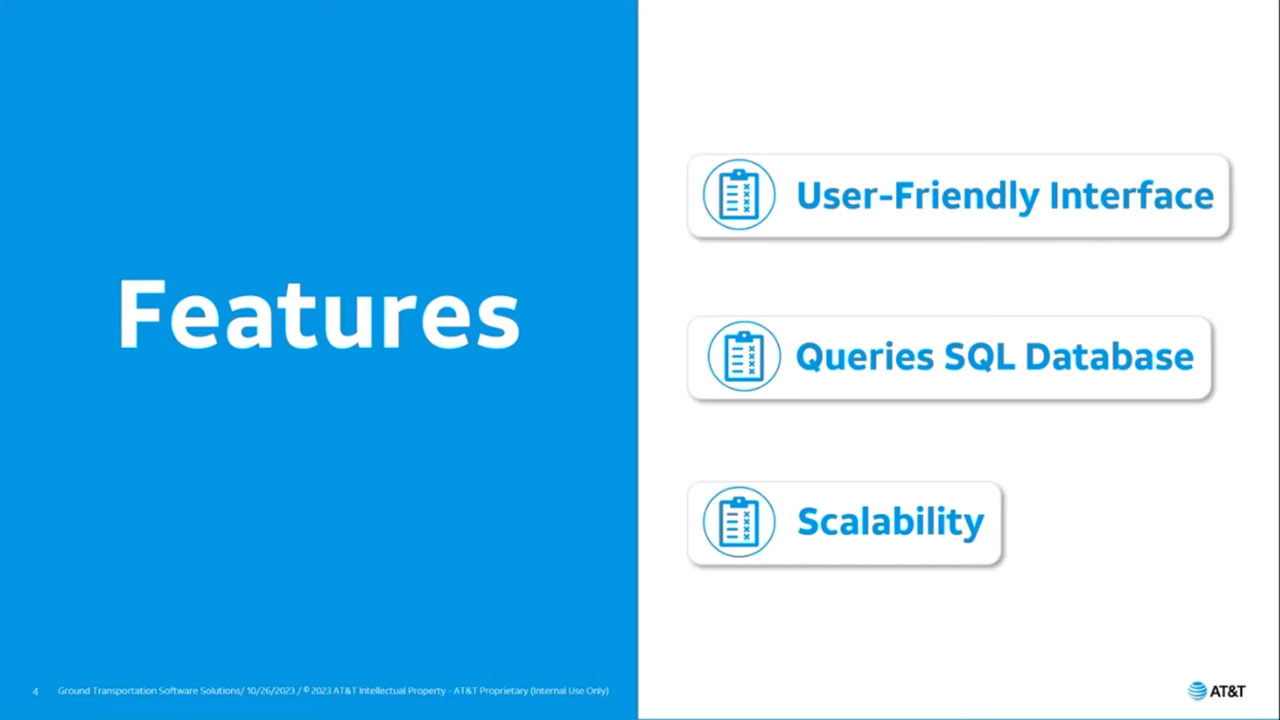 Features
User-Friendly Interface
Queries SQL Database
Scalability
4 Ground Transportation Software Solutions/ 10/26/2023 / © 2023 AT&T Intellectual Property - AT&T Proprietary (Internal Use Only)
AT&T